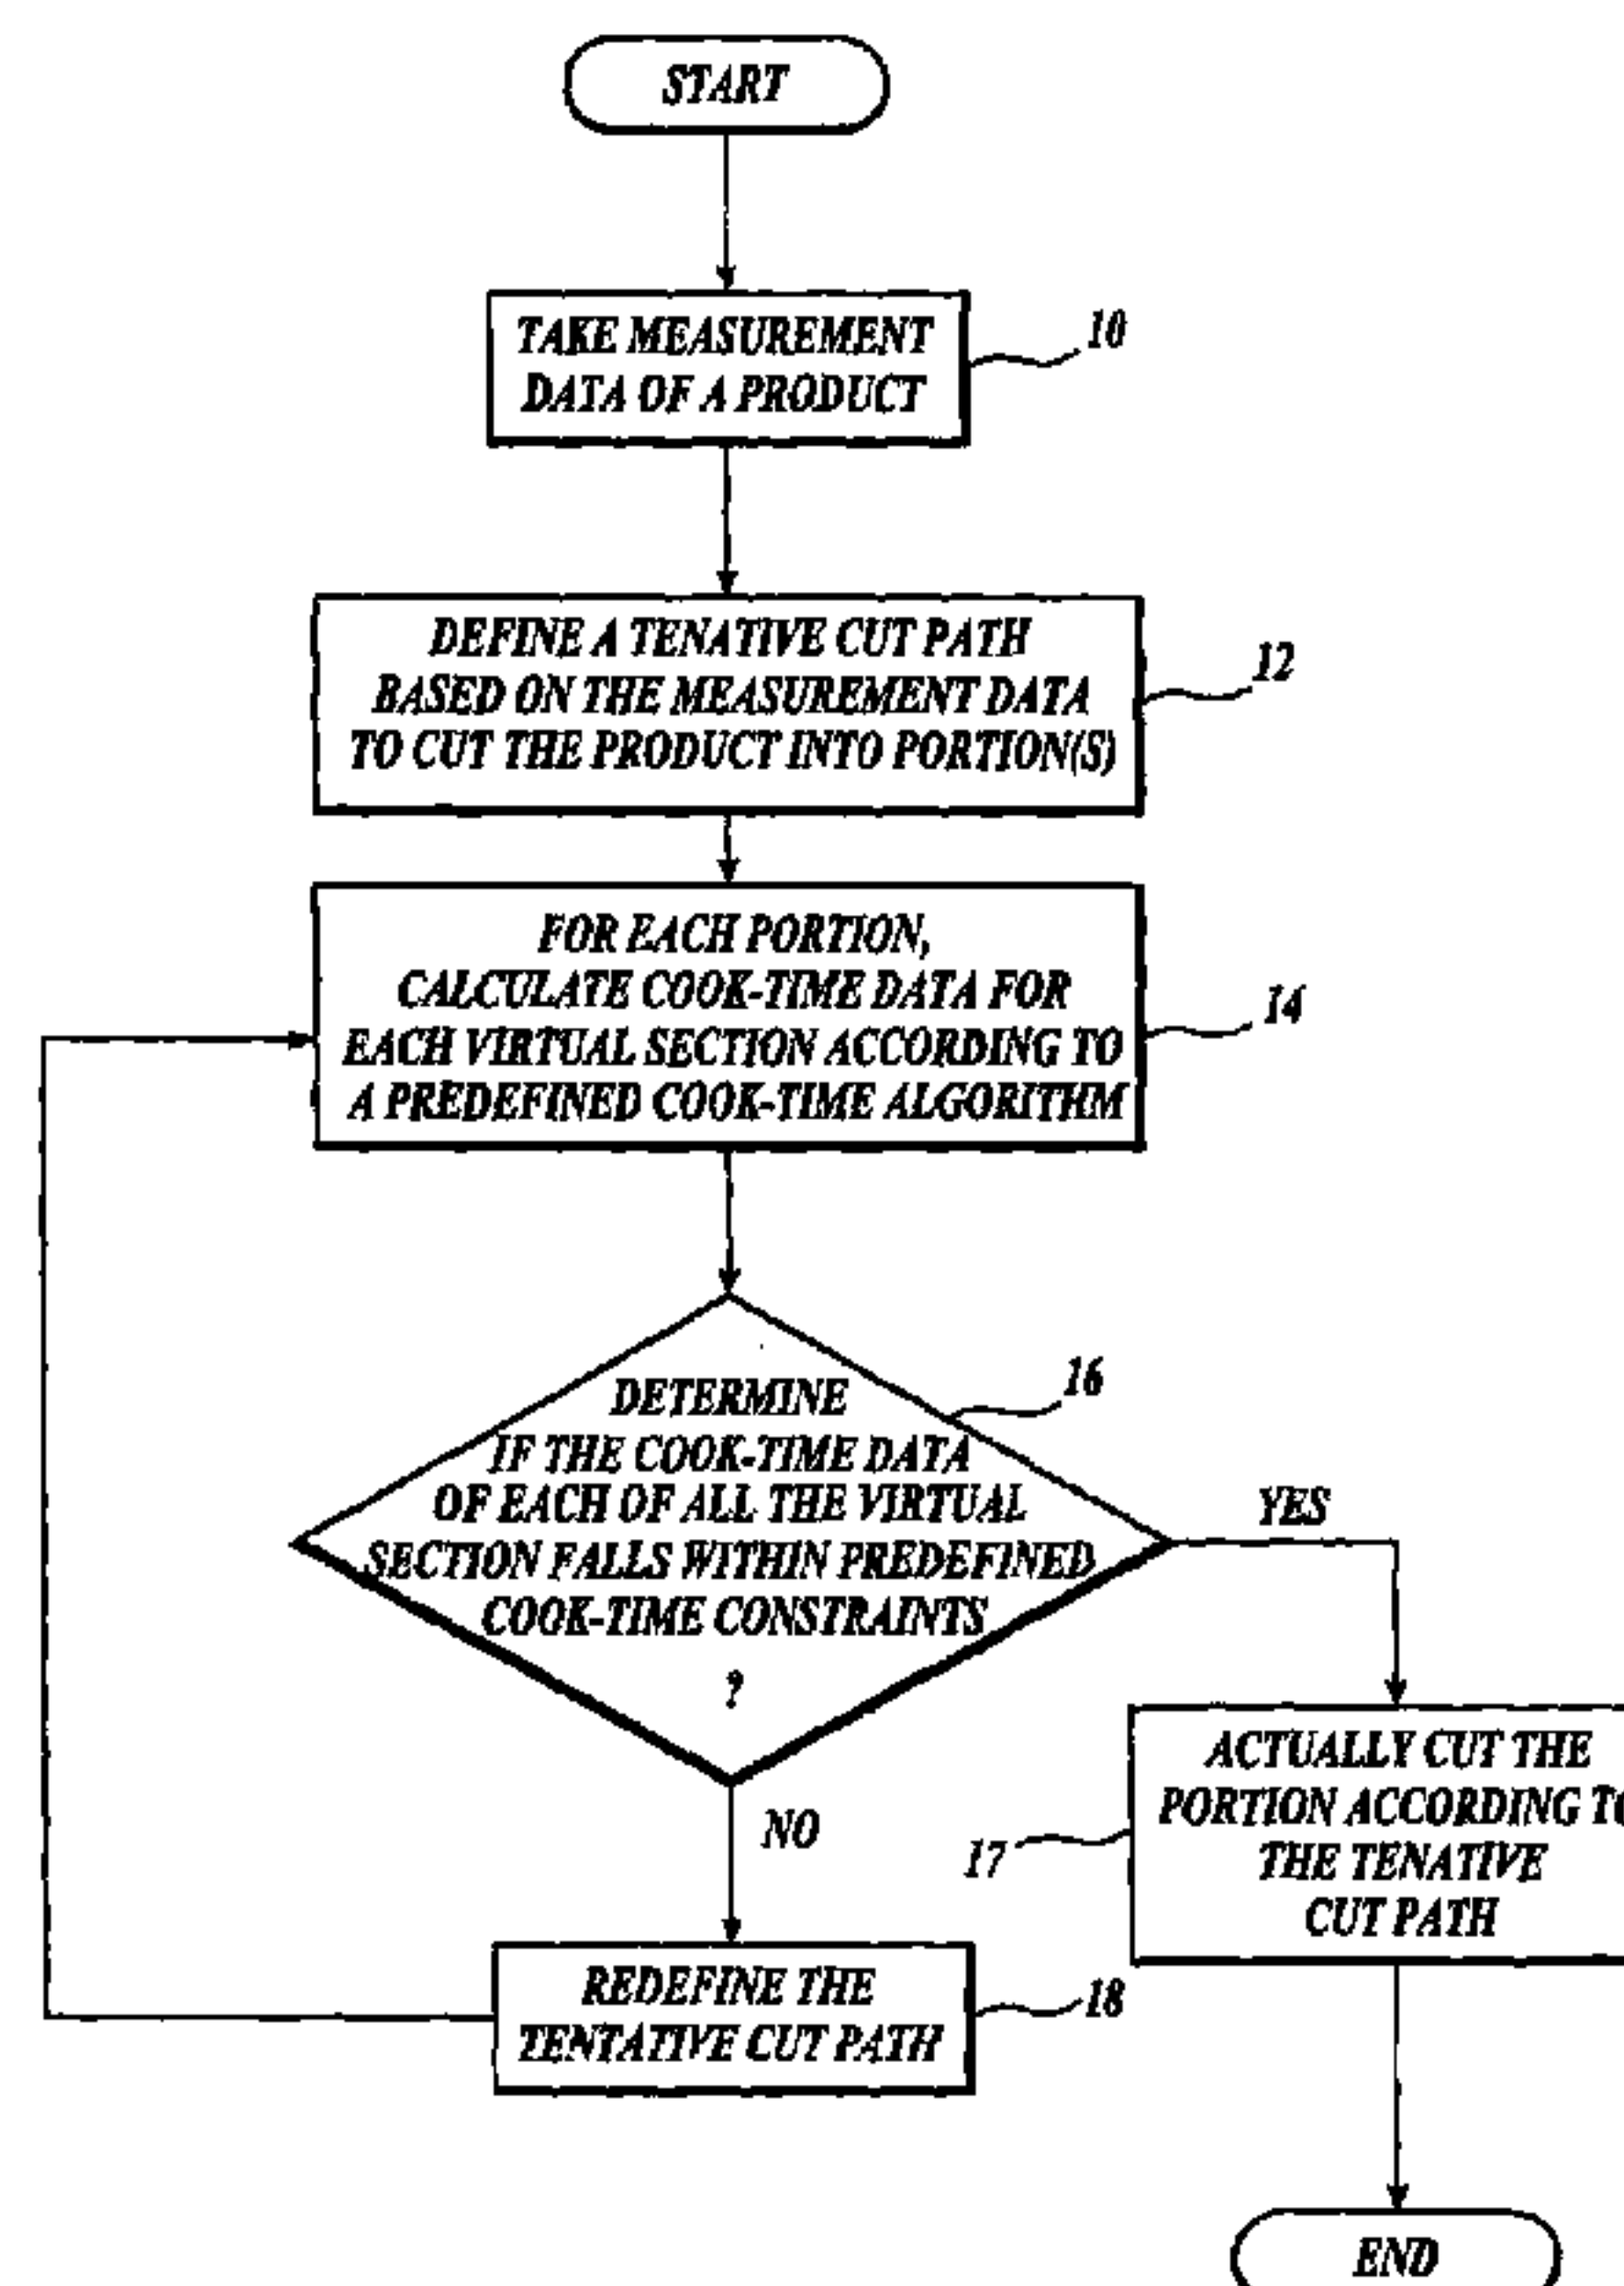 START
TAKE MEASUREMENT
DATA OF A PRODUCT
10
DEFINE A TENATIVE CUT PATH
BASED ON THE MEASUREMENT DATA
TO CUT THE PRODUCT INTO PORTION(S)
12
FOR EACH PORTION,
CALCULATE COOK-TIME DATA FOR
EACH VIRTUAL SECTION ACCORDING TO
A PREDEFINED COOK-TIME ALGORITHM
14
DETERMINE
IF THE COOK-TIME DATA
OF EACH OF ALL THE VIRTUAL
SECTION FALLS WITHIN PREDEFINED
COOK-TIME CONSTRAINTS
?
16
YES
NO
ACTUALLY CUT THE
PORTION ACCORDING TO
THE TENATIVE
CUT PATH
17
REDEFINE THE
TENTATIVE CUT PATH
18
END